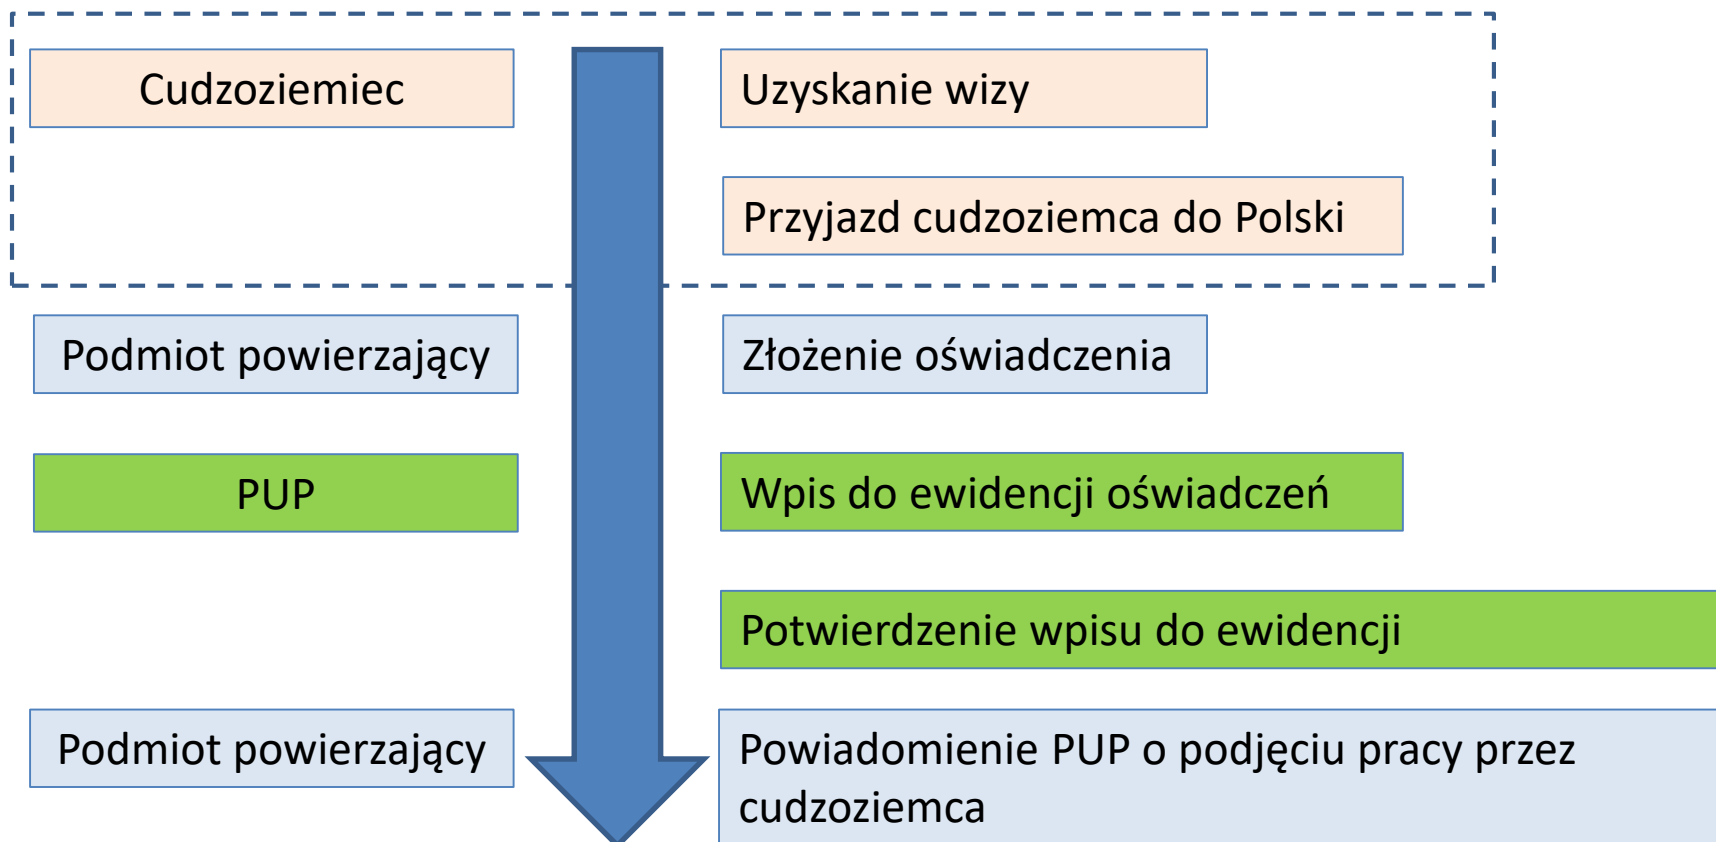 Cudzoziemiec
Uzyskanie wizy
Przyjazd cudzoziemca do Polski
Podmiot powierzający
Złożenie oświadczenia
PUP
Wpis do ewidencji oświadczeń
Potwierdzenie wpisu do ewidencji
Podmiot powierzający
Powiadomienie PUP o podjęciu pracy przez
cudzoziemca